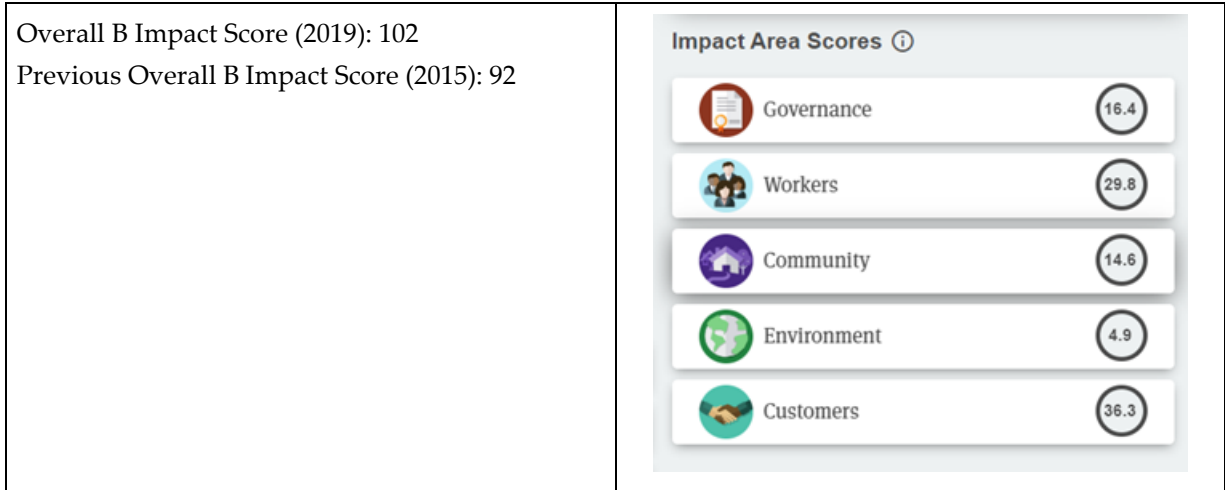 Overall B Impact Score (2019): 102
Previous Overall B Impact Score (2015): 92
Impact Area Scores
Governance 16.4
Workers 29.8
Community 14.6
Environment 4.9
Customers 36.3